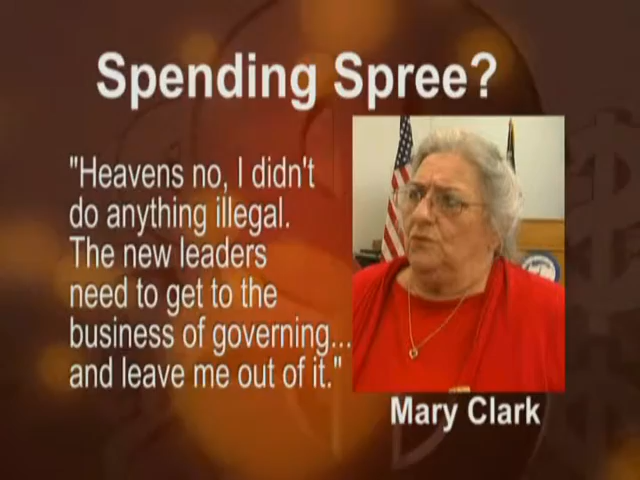 Spending Spree?
"Heavens no, I didn't
do anything illegal.
The new leaders
need to get to the
business of governing...
and leave me out of it."
Mary Clark